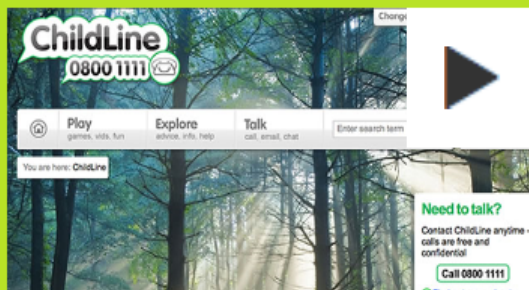 ChildLine
0800 1111
Change
Play
games, vids, fun
Explore
advice, info, help
Talk
call, email, chat
Enter search term
You are here: ChildLine
Need to talk?
Contact ChildLine anytime -
calls are free and
confidential
Call 0800 1111